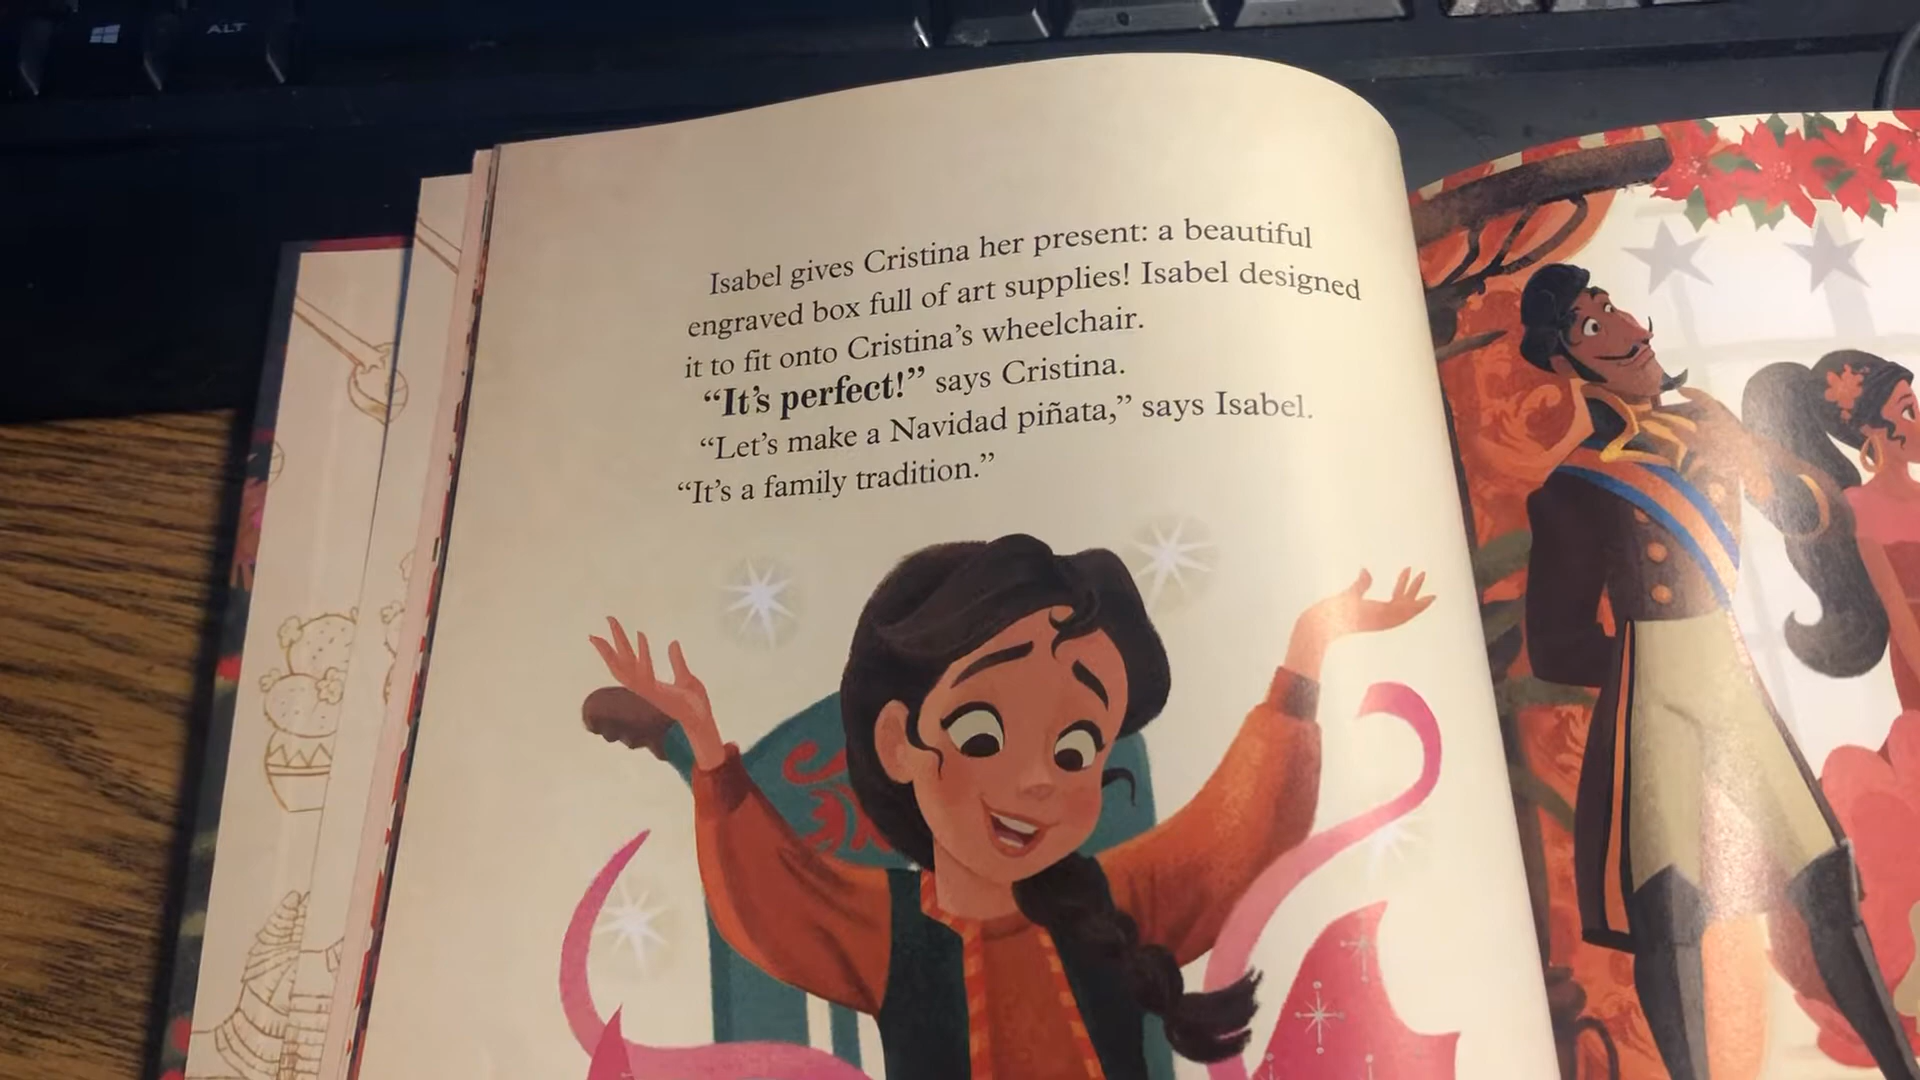 ALT
Isabel gives Cristina her present: a beautiful
engraved box full of art supplies! Isabel designed
it to fit onto Cristina’s wheelchair.
“It’s perfect!” says Cristina.
“Let’s make a Navidad piñata,” says Isabel.
“It’s a family tradition.”